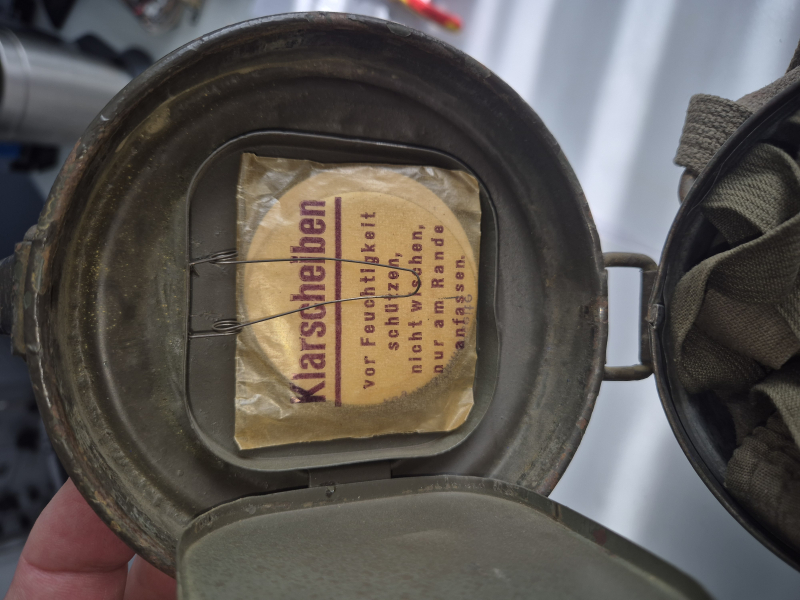 Klarscheiben
vor Feuchtigkeit
schützen,
nicht wischen,
nur am Rande
anfassen.